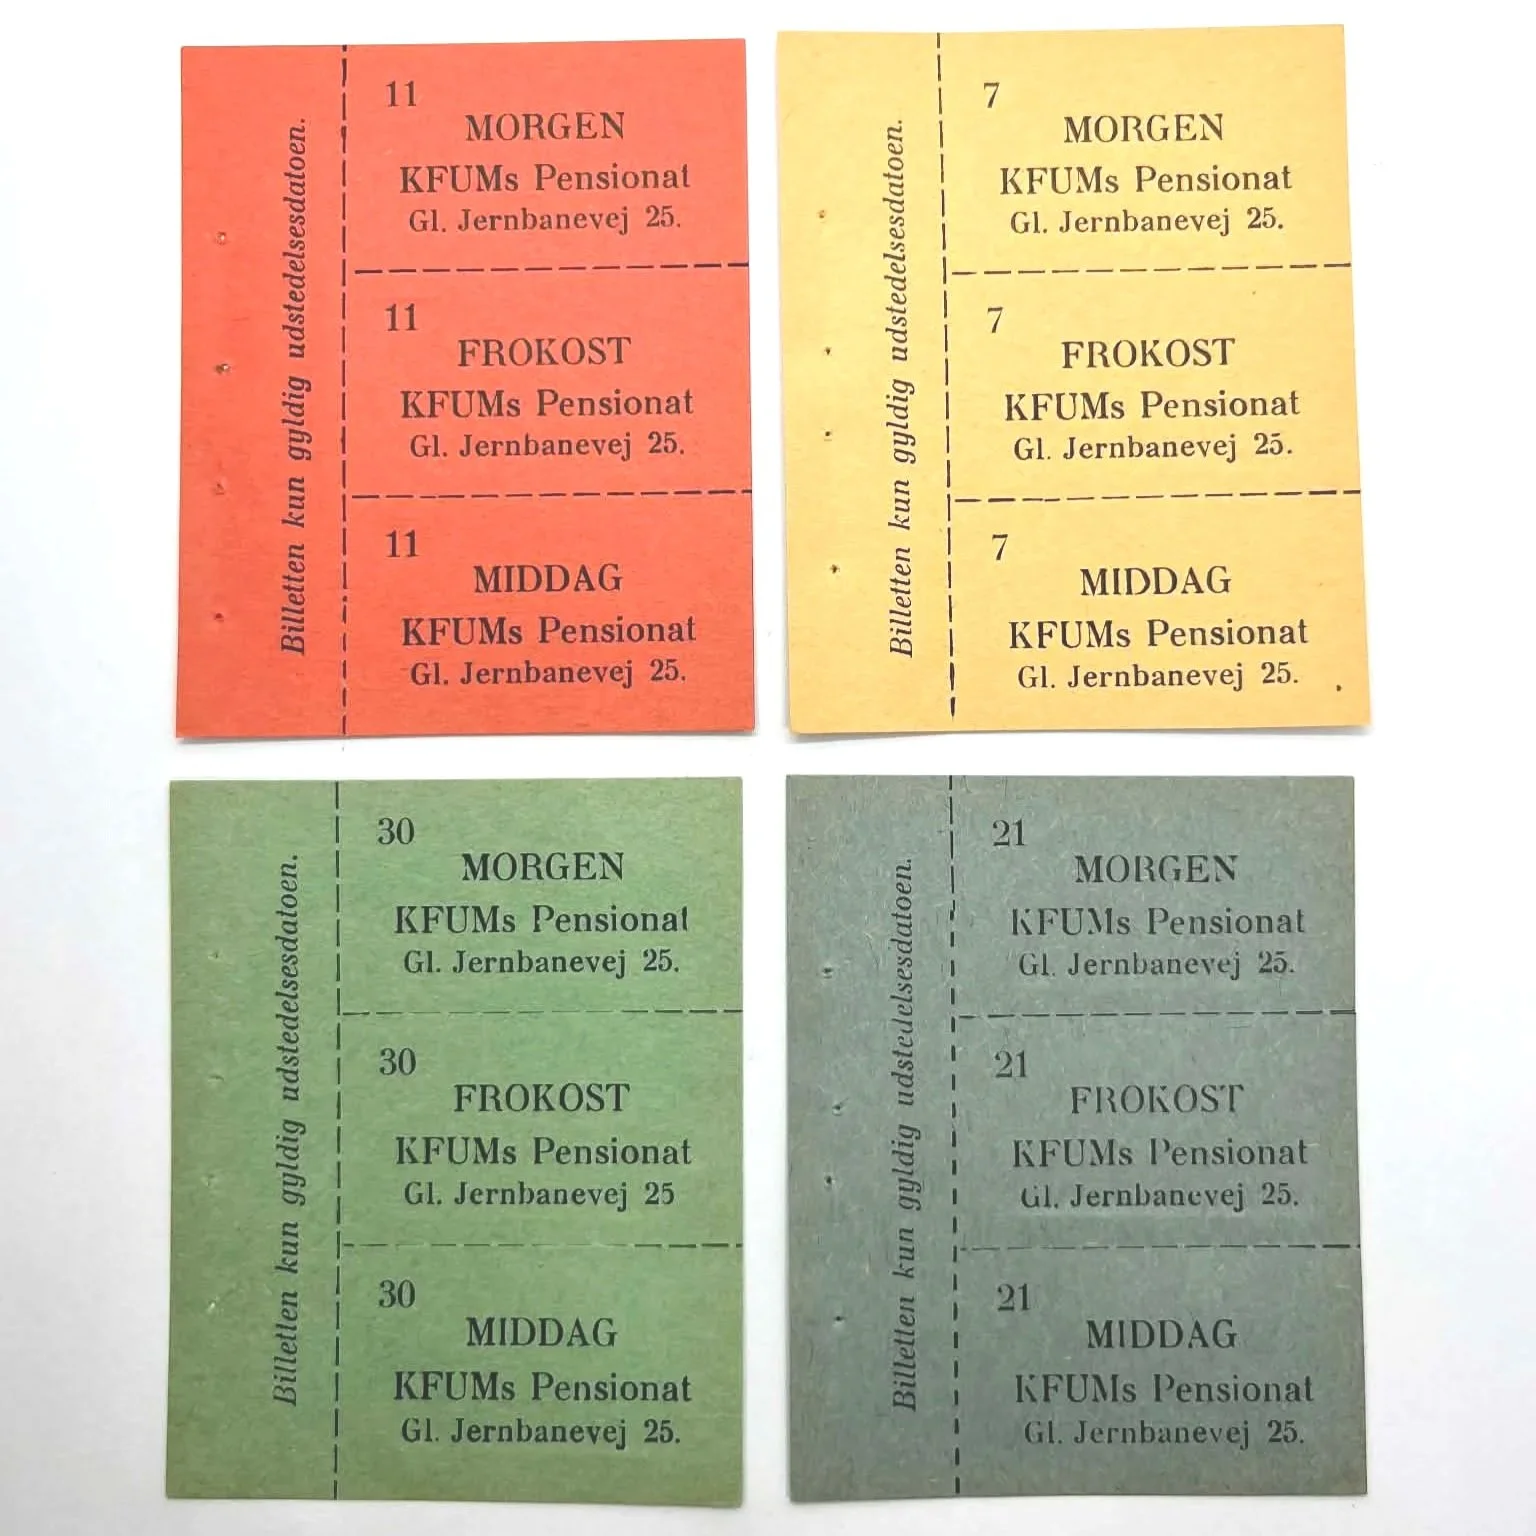 Billetten kun gyldig udstedelsesdatoen.
11
MORGEN
KFUMs Pensionat
Gl. Jernbanevej 25.
11
FROKOST
KFUMs Pensionat
Gl. Jernbanevej 25.
11
MIDDAG
KFUMs Pensionat
Gl. Jernbanevej 25.
Billetten kun gyldig udstedelsesdatoen.
7
MORGEN
KFUMs Pensionat
Gl. Jernbanevej 25.
7
FROKOST
KFUMs Pensionat
Gl. Jernbanevej 25.
7
MIDDAG
KFUMs Pensionat
Gl. Jernbanevej 25.
Billetten kun gyldig udstedelsesdatoen.
30
MORGEN
KFUMs Pensionat
Gl. Jernbanevej 25.
30
FROKOST
KFUMs Pensionat
Gl. Jernbanevej 25
30
MIDDAG
KFUMs Pensionat
Gl. Jernbanevej 25.
Billetten kun gyldig udstedelsesdatoen.
21
MORGEN
KFUMs Pensionat
Gl. Jernbanevej 25.
21
FROKOST
KFUMs Pensionat
Gl. Jernbanevej 25.
21
MIDDAG
KFUMs Pensionat
Gl. Jernbanevej 25.